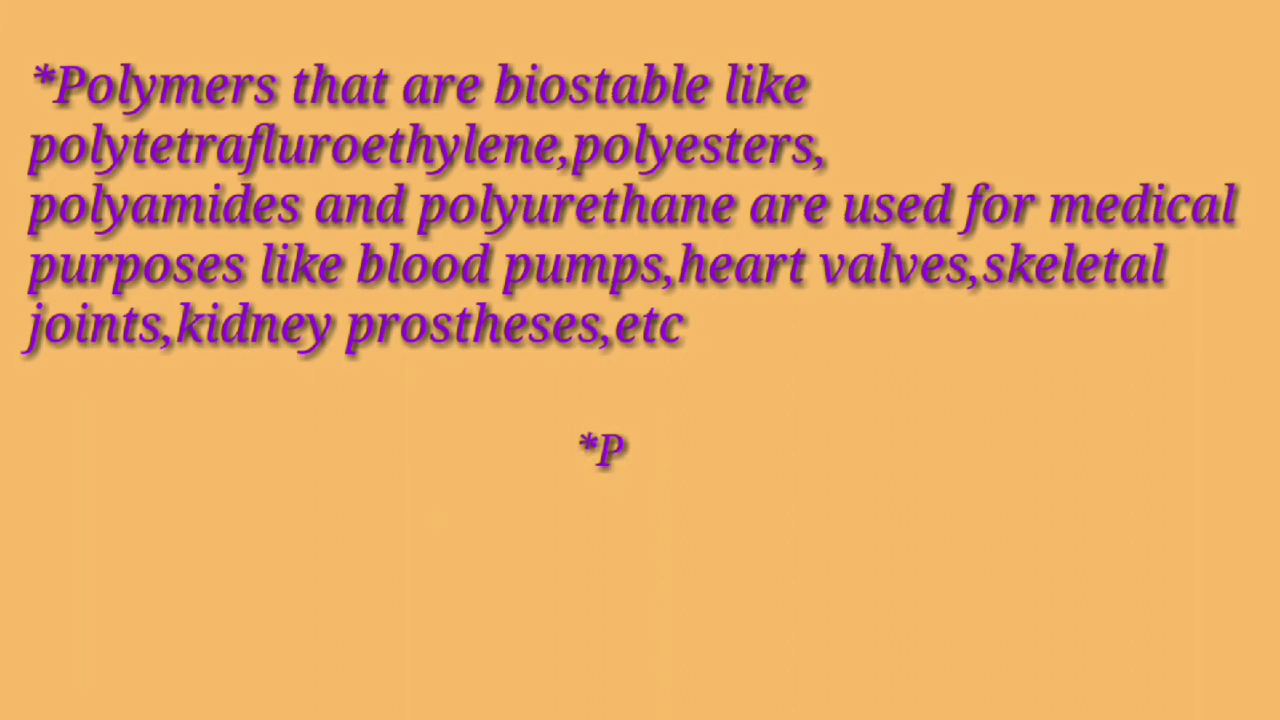 *Polymers that are biostable like
polytetrafluroethylene,polyesters,
polyamides and polyurethane are used for medical
purposes like blood pumps,heart valves,skeletal
joints,kidney prostheses,etc
*P